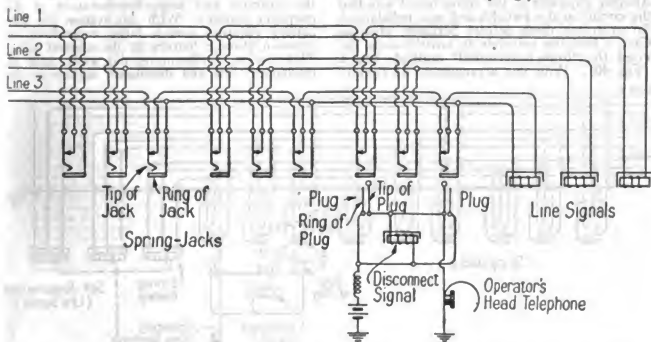 Line 1
Line 2
Line 3
Tip of
Jack
Ring of
Jack
Spring-Jacks
Plug
Tip of
Plug
Ring of
Plug
Plug
Line Signals
Disconnect
Signal
Operator's
Head Telephone